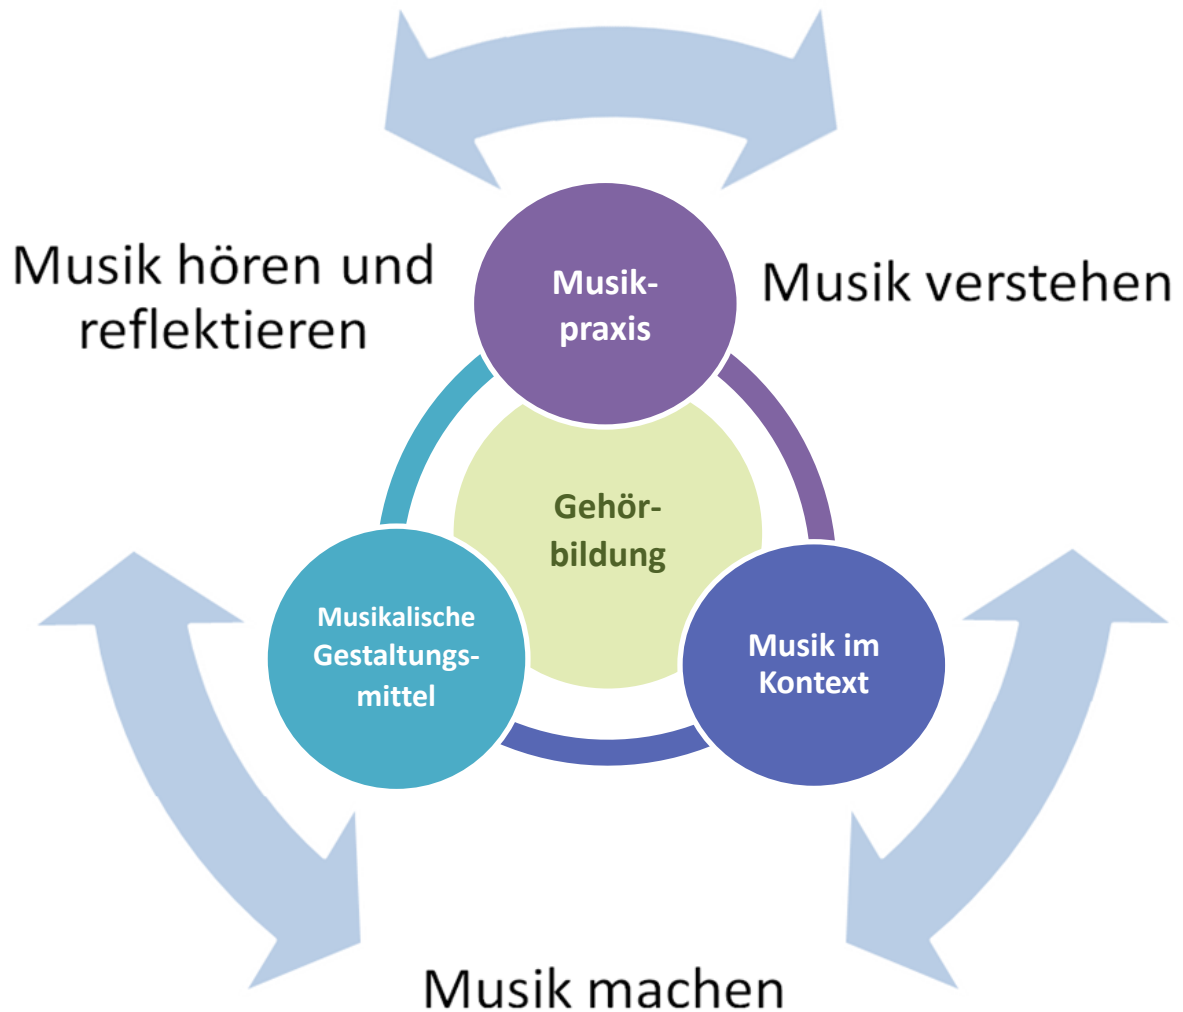 Musik hören und
reflektieren
Musik verstehen
Musik-
praxis
Gehör-
bildung
Musikalische
Gestaltungs-
mittel
Musik im
Kontext
Musik machen